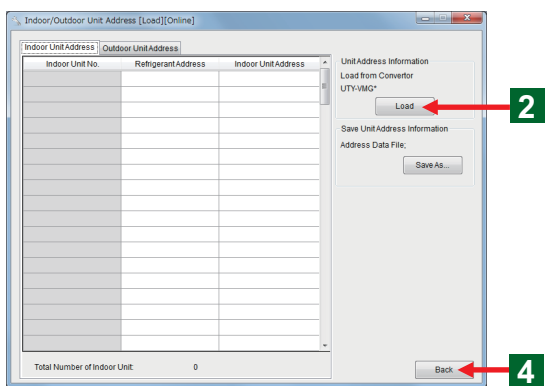 Indoor/Outdoor Unit Address [Load][Online]
Indoor Unit Address Outdoor Unit Address
Indoor Unit No. Refrigerant Address Indoor Unit Address
Unit Address Information
Load from Convertor
UTY-VMG*
Load
2
Save Unit Address Information
Address Data File;
Save As...
Total Number of Indoor Unit: 0
Back
4